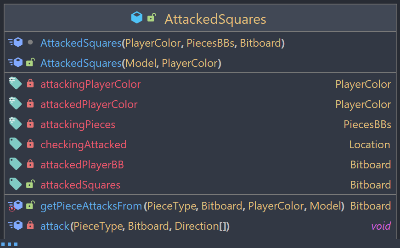 AttackedSquares
AttackedSquares(PlayerColor, PiecesBBs, Bitboard)
AttackedSquares(Model, PlayerColor)
attackingPlayerColor PlayerColor
attackedPlayerColor PlayerColor
attackingPieces PiecesBBs
checkingAttacked Location
attackedPlayerBB Bitboard
attackedSquares Bitboard
getPieceAttacksFrom(PieceType, Bitboard, PlayerColor, Model) Bitboard
attack(PieceType, Bitboard, Direction[]) void